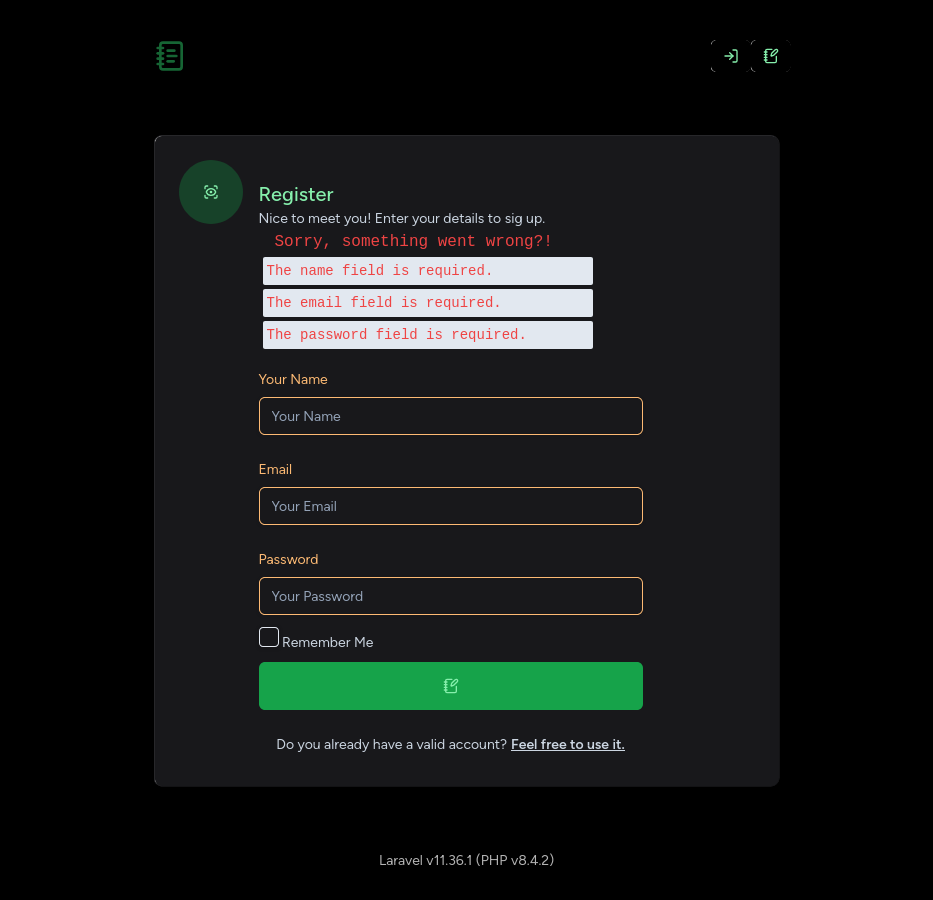 Register
Nice to meet you! Enter your details to sig up.
Sorry, something went wrong?!
The name field is required.
The email field is required.
The password field is required.
Your Name
Your Name
Email
Your Email
Password
Your Password
Remember Me
Do you already have a valid account? Feel free to use it.
Laravel v11.36.1 (PHP v8.4.2)